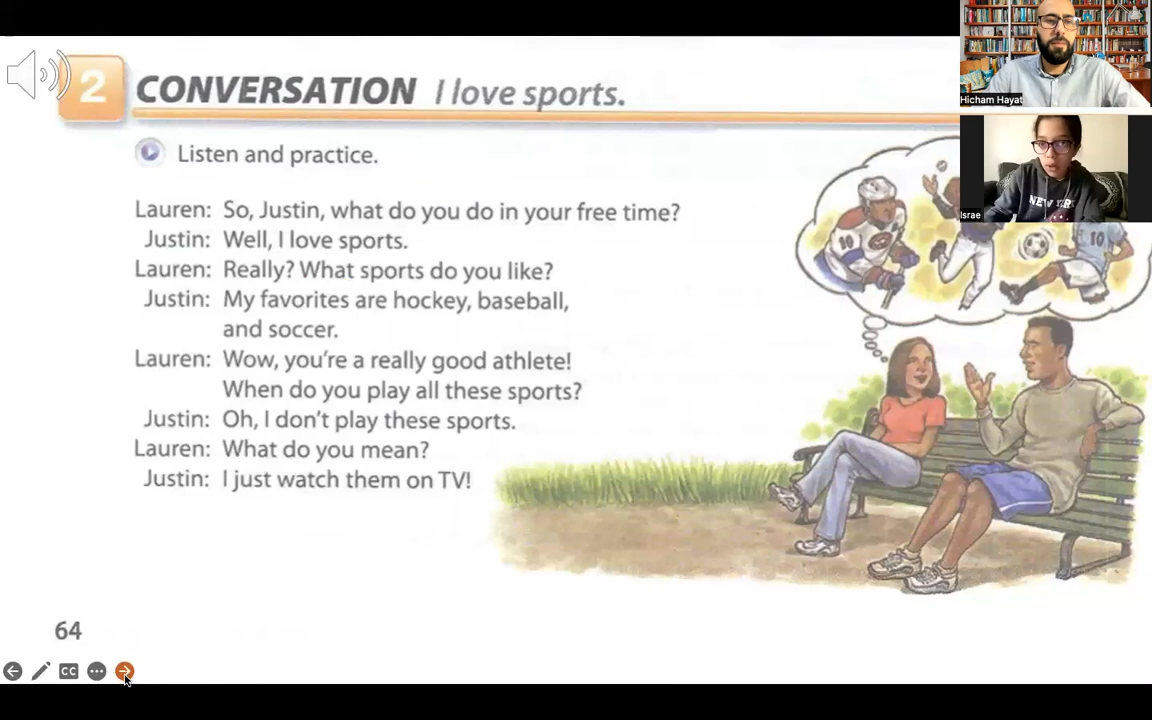 2 CONVERSATION I love sports.
Listen and practice.
Lauren: So, Justin, what do you do in your free time?
Justin: Well, I love sports.
Lauren: Really? What sports do you like?
Justin: My favorites are hockey, baseball,
and soccer.
Lauren: Wow, you're a really good athlete!
When do you play all these sports?
Justin: Oh, I don't play these sports.
Lauren: What do you mean?
Justin: I just watch them on TV!
64
CC
Hicham Hayat
Israe
NEW YORK
10
10